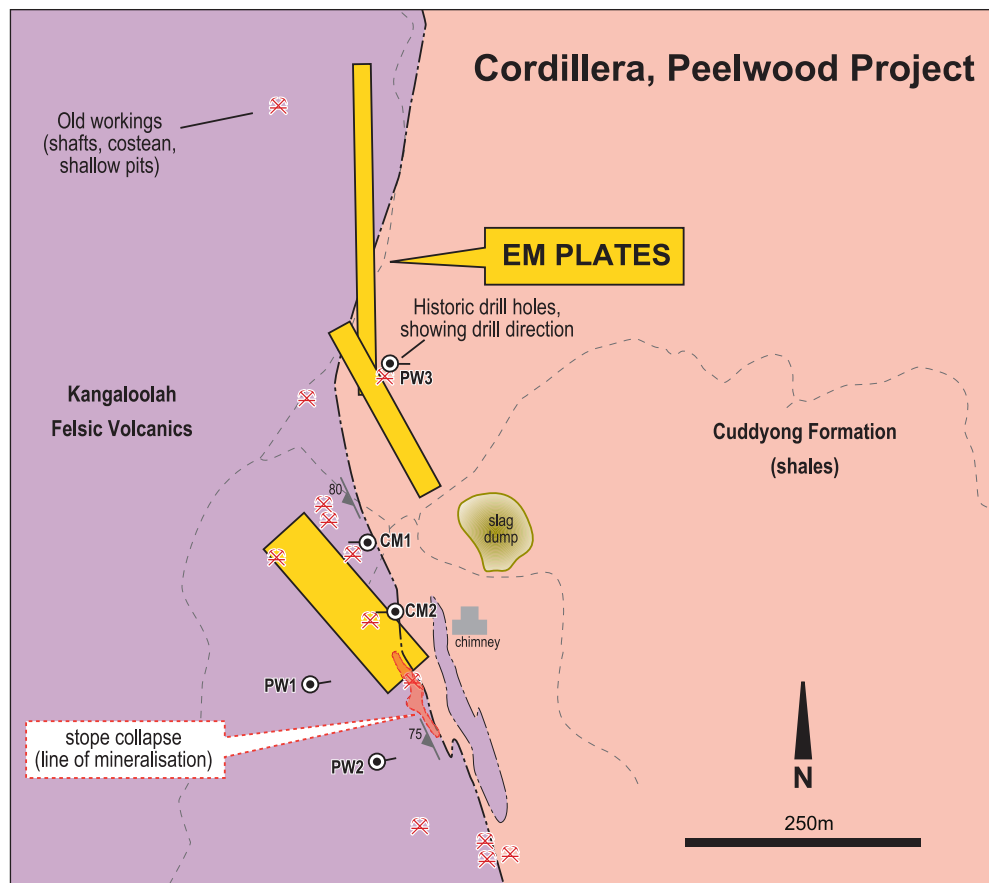 Cordillera, Peelwood Project
Old workings
(shafts, costean,
shallow pits)
EM PLATES
Historic drill holes,
showing drill direction
PW3
Kangaloolah
Felsic Volcanics
Cuddyong Formation
(shales)
80
slag
dump
CM1
CM2
chimney
PW1
stope collapse
(line of mineralisation)
75
PW2
N
250m